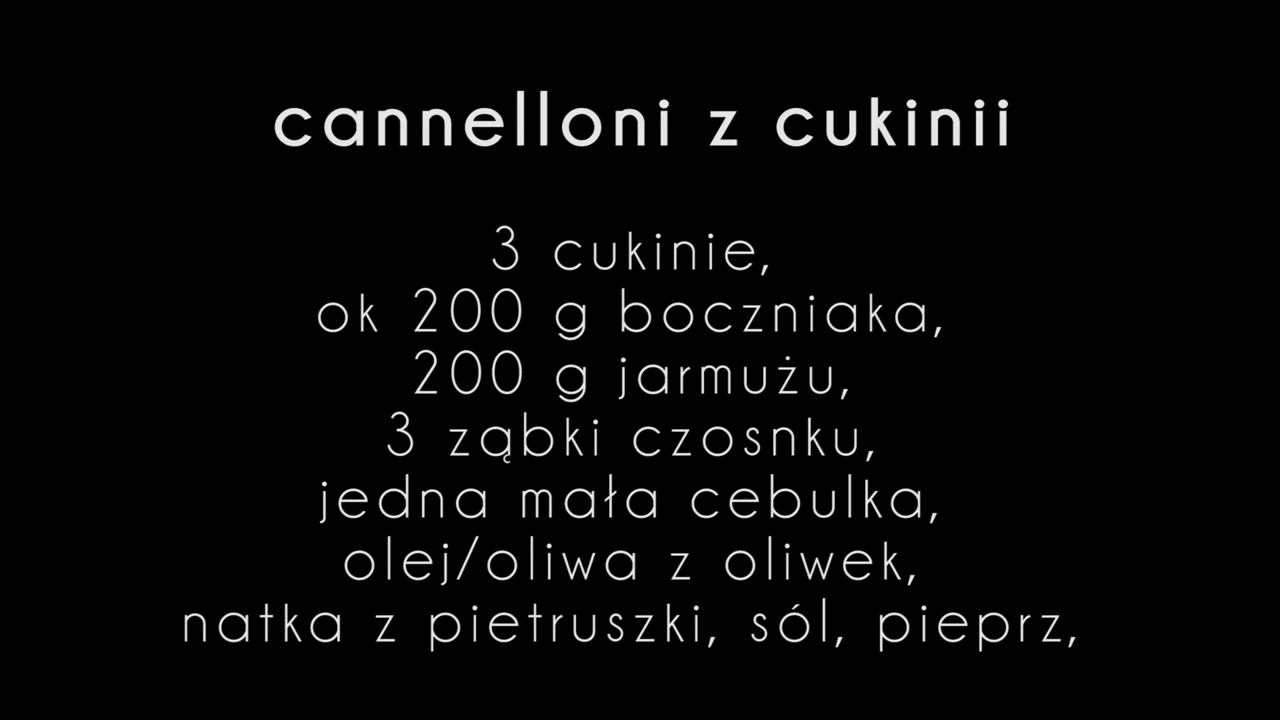 cannelloni z cukinii
3 cukinie,
ok 200 g boczniaka,
200 g jarmużu,
3 ząbki czosnku,
jedna mała cebulka,
olej/oliwa z oliwek,
natka z pietruszki, sól, pieprz,